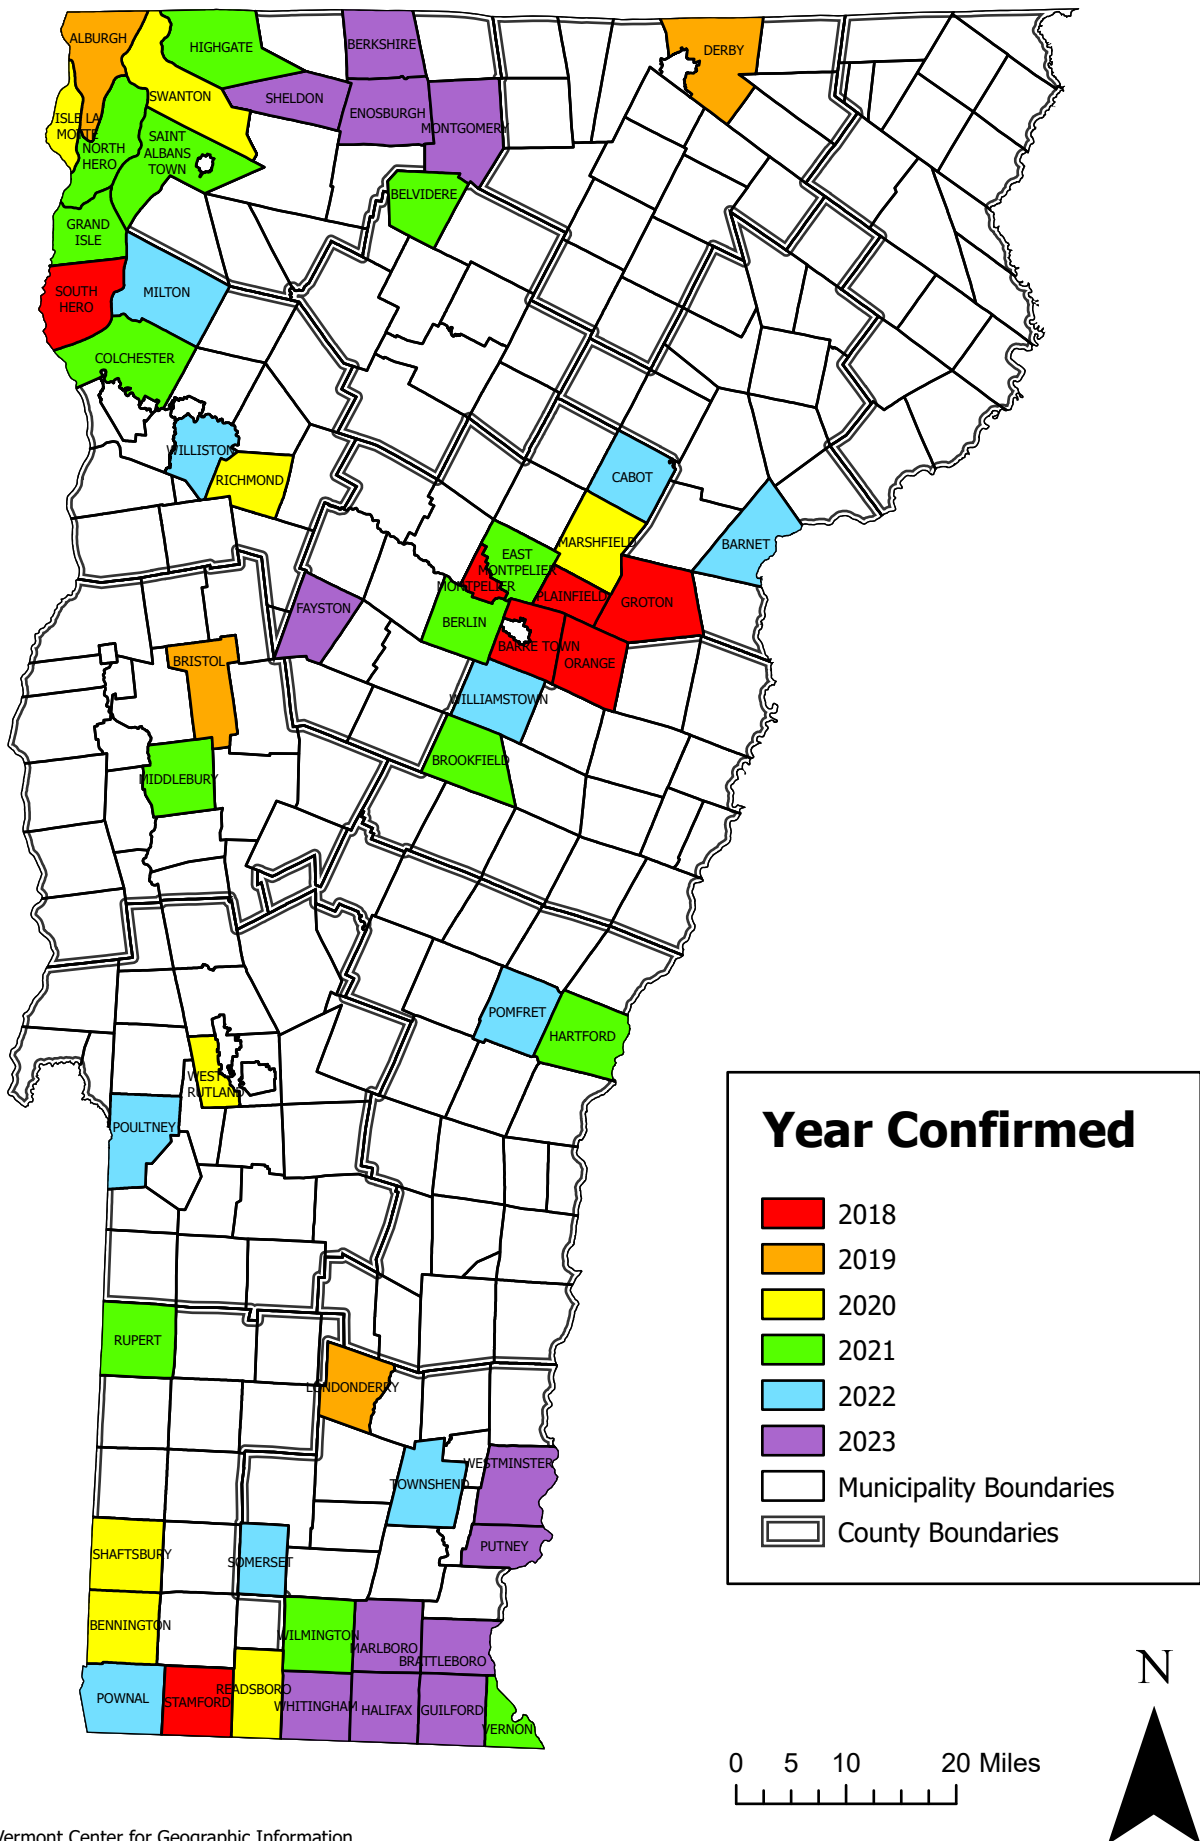 ALBURGH
HIGHGATE
BERKSHIRE
DERBY
SWANTON
SHELDON
ENOSBURGH
MONTGOMERY
ISLE LA
MOTTE
NORTH
HERO
SAINT
ALBANS
TOWN
BELVIDERE
GRAND
ISLE
SOUTH
HERO
MILTON
COLCHESTER
WILLISTON
RICHMOND
CABOT
MARSHFIELD
BARNET
EAST
MONTPELIER
MONTPELIER
PLAINFIELD
GROTON
FAYSTON
BERLIN
BARRE TOWN
ORANGE
BRISTOL
WILLIAMSTOWN
BROOKFIELD
MIDDLEBURY
POMFRET
HARTFORD
WEST
RUTLAND
POULTNEY
RUPERT
LONDONDERRY
WESTMINSTER
TOWNSHEND
PUTNEY
SHAFTSBURY
SOMERSET
BENNINGTON
WILMINGTON
MARLBORO
BRATTLEBORO
POWNAL
STAMFORD
READSBORO
WHITINGHAM
HALIFAX
GUILFORD
VERNON
Year Confirmed
2018
2019
2020
2021
2022
2023
Municipality Boundaries
County Boundaries
N
0 5 10 20 Miles
Vermont Center for Geographic Information